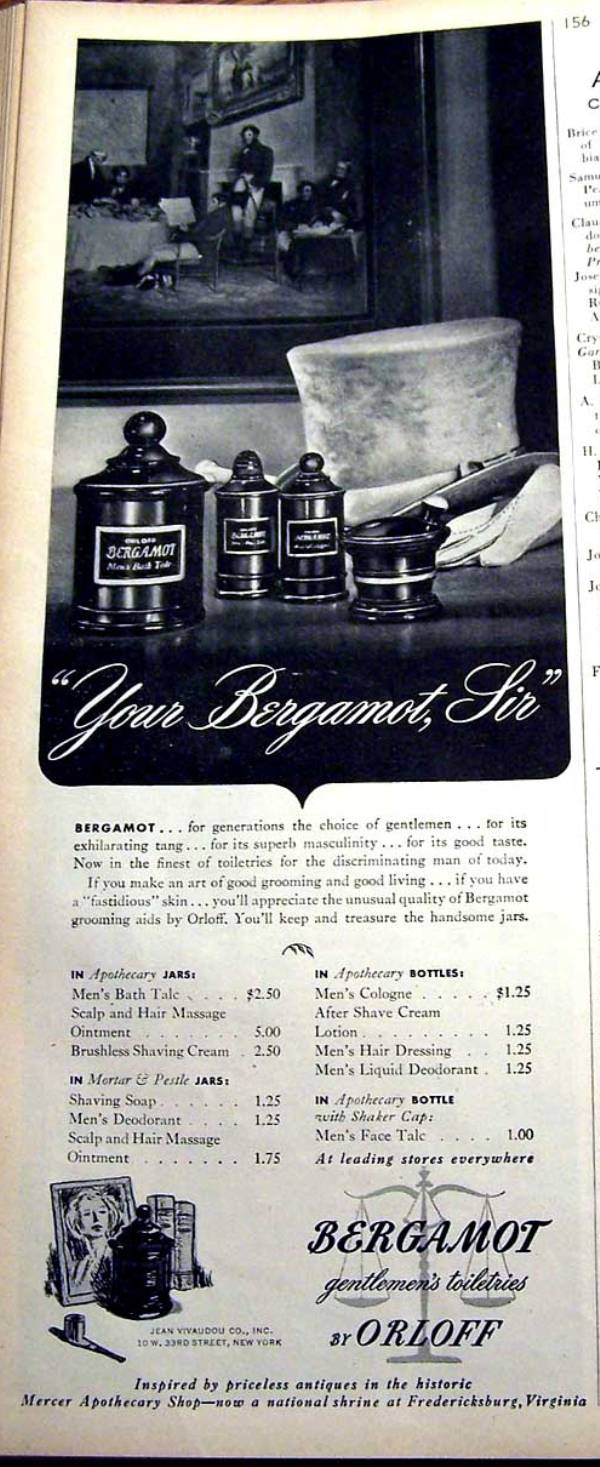 156
ORLOFF
BERGAMOT
Men's Bath Talc
BERGAMOT
BERGAMOT
"Your Bergamot, Sir"
BERGAMOT... for generations the choice of gentlemen... for its
exhilarating tang... for its superb masculinity... for its good taste.
Now in the finest of toiletries for the discriminating man of today.
If you make an art of good grooming and good living... if you have
a "fastidious" skin... you'll appreciate the unusual quality of Bergamot
grooming aids by Orloff. You'll keep and treasure the handsome jars.
IN Apothecary JARS:
Men's Bath Talc . . . . $2.50
Scalp and Hair Massage
Ointment . . . . . . . 5.00
Brushless Shaving Cream . 2.50
IN Mortar & Pestle JARS:
Shaving Soap . . . . . . 1.25
Men's Deodorant . . . . 1.25
Scalp and Hair Massage
Ointment . . . . . . . 1.75
IN Apothecary BOTTLES:
Men's Cologne . . . . . $1.25
After Shave Cream
Lotion . . . . . . . . . 1.25
Men's Hair Dressing . . 1.25
Men's Liquid Deodorant . 1.25
IN Apothecary BOTTLE
with Shaker Cap:
Men's Face Talc . . . . 1.00
At leading stores everywhere
BERGAMOT
gentlemen's toiletries
BY ORLOFF
JEAN VIVAUDOU CO., INC.
10 W. 33RD STREET, NEW YORK
Inspired by priceless antiques in the historic
Mercer Apothecary Shop—now a national shrine at Fredericksburg, Virginia
Brice
of
Clau
Jose
Cry
A.
H.